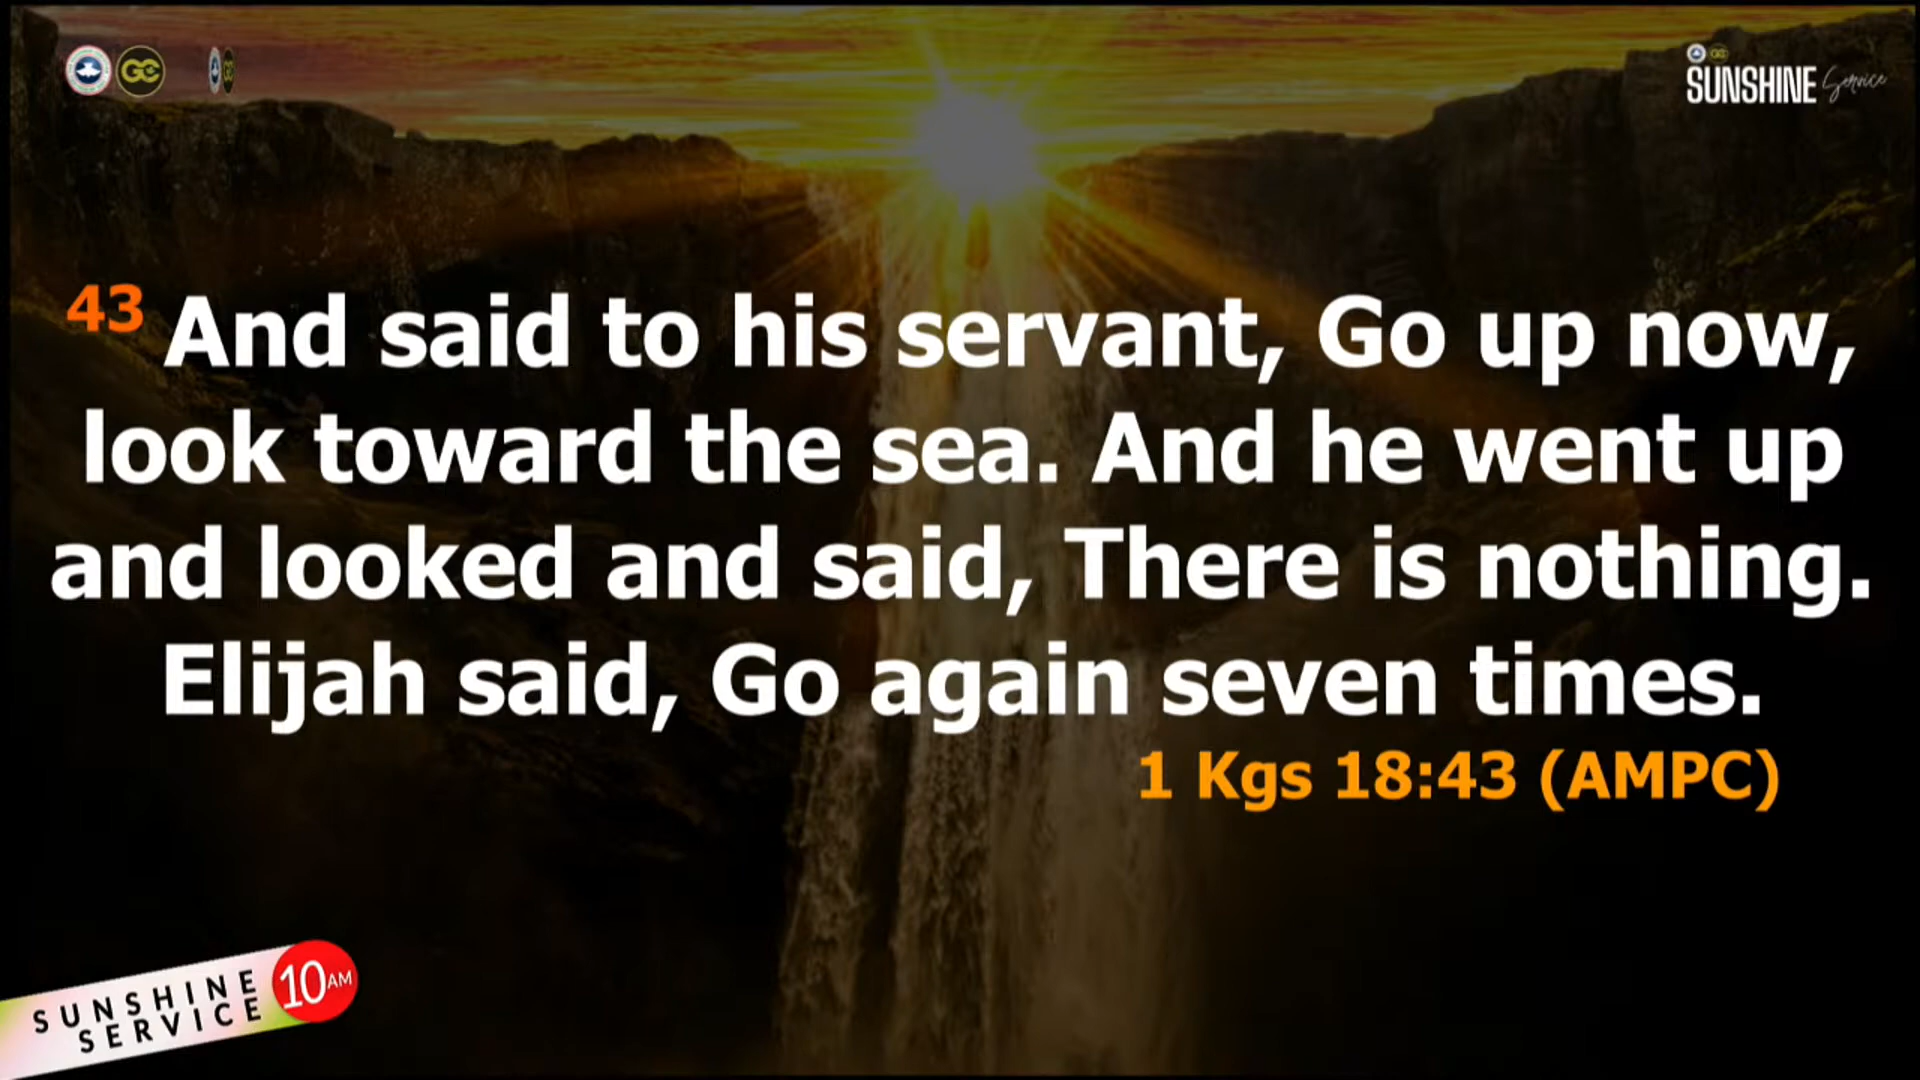 GC
SUNSHINE Service
43 And said to his servant, Go up now,
look toward the sea. And he went up
and looked and said, There is nothing.
Elijah said, Go again seven times.
1 Kgs 18:43 (AMPC)
SUNSHINE
SERVICE
10AM